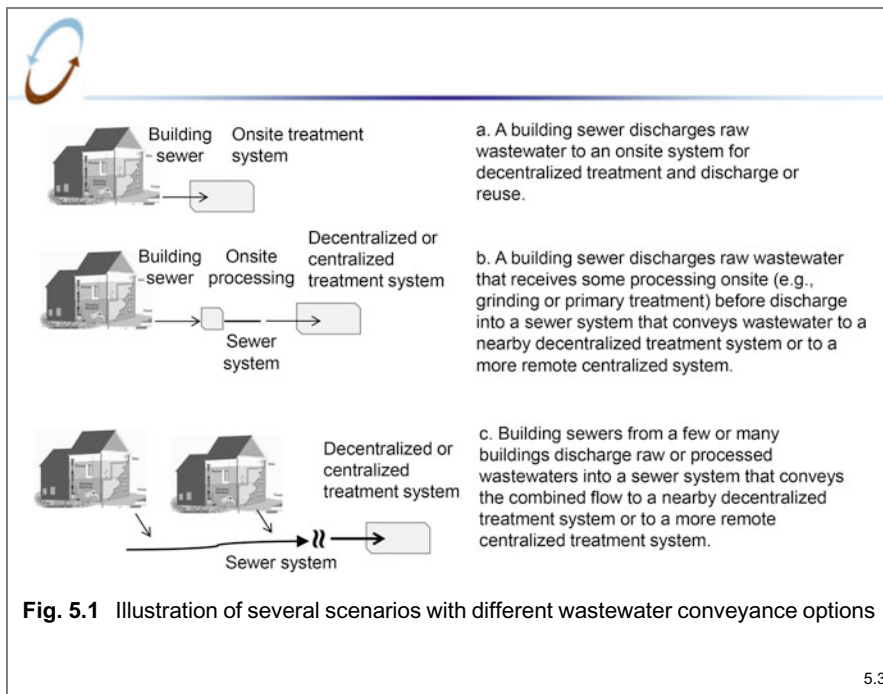 Building Onsite treatment
sewer system
a. A building sewer discharges raw
wastewater to an onsite system for
decentralized treatment and discharge or
reuse.
Building Onsite Decentralized or
sewer processing centralized
treatment system
Sewer
system
b. A building sewer discharges raw wastewater
that receives some processing onsite (e.g.,
grinding or primary treatment) before discharge
into a sewer system that conveys wastewater to a
nearby decentralized treatment system or to a
more remote centralized system.
Decentralized or
centralized
treatment system
Sewer system
c. Building sewers from a few or many
buildings discharge raw or processed
wastewaters into a sewer system that conveys
the combined flow to a nearby decentralized
treatment system or to a more remote
centralized treatment system.
Fig. 5.1 Illustration of several scenarios with different wastewater conveyance options
5.3